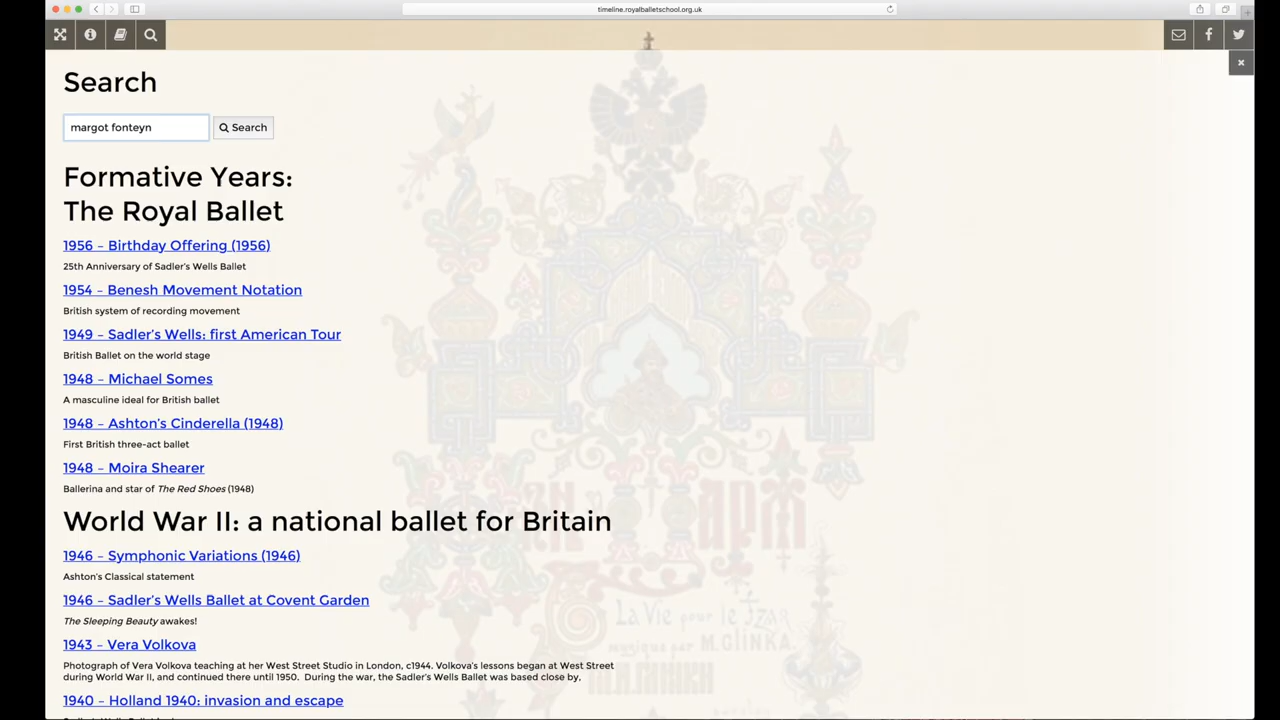 timeline.royalballetschool.org.uk
Search
margot fonteyn
Search
Formative Years:
The Royal Ballet
1956 – Birthday Offering (1956)
25th Anniversary of Sadler's Wells Ballet
1954 – Benesh Movement Notation
British system of recording movement
1949 – Sadler's Wells: first American Tour
British Ballet on the world stage
1948 – Michael Somes
A masculine ideal for British ballet
1948 – Ashton's Cinderella (1948)
First British three-act ballet
1948 – Moira Shearer
Ballerina and star of The Red Shoes (1948)
World War II: a national ballet for Britain
1946 – Symphonic Variations (1946)
Ashton's Classical statement
1946 – Sadler's Wells Ballet at Covent Garden
The Sleeping Beauty awakes!
La Vie pour le Tzar
musique par M. GLINKA.
1943 – Vera Volkova
Photograph of Vera Volkova teaching at her West Street Studio in London, c1944. Volkova's lessons began at West Street
during World War II, and continued there until 1950. During the war, the Sadler's Wells Ballet was based close by,
1940 – Holland 1940: invasion and escape